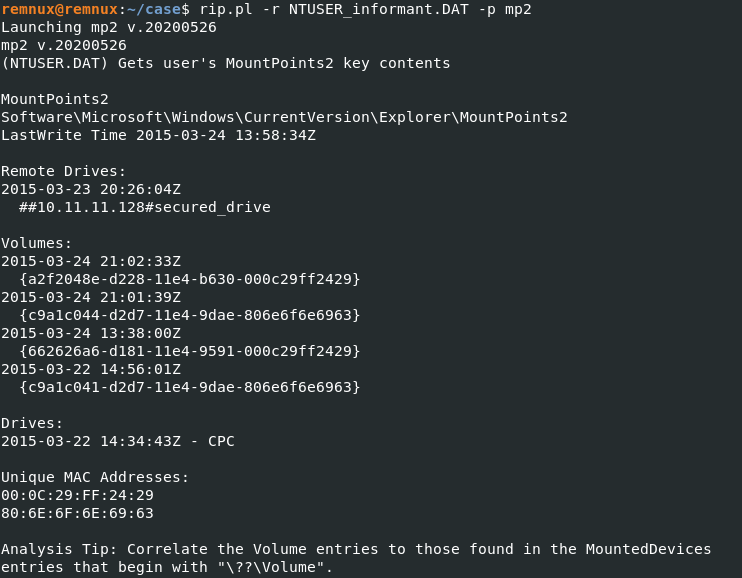 remnux@remnux:~/case$ rip.pl -r NTUSER_informant.DAT -p mp2
Launching mp2 v.20200526
mp2 v.20200526
(NTUSER.DAT) Gets user's MountPoints2 key contents

MountPoints2
Software\Microsoft\Windows\CurrentVersion\Explorer\MountPoints2
LastWrite Time 2015-03-24 13:58:34Z

Remote Drives:
2015-03-23 20:26:04Z
  ##10.11.11.128#secured_drive

Volumes:
2015-03-24 21:02:33Z
  {a2f2048e-d228-11e4-b630-000c29ff2429}
2015-03-24 21:01:39Z
  {c9a1c044-d2d7-11e4-9dae-806e6f6e6963}
2015-03-24 13:38:00Z
  {662626a6-d181-11e4-9591-000c29ff2429}
2015-03-22 14:56:01Z
  {c9a1c041-d2d7-11e4-9dae-806e6f6e6963}

Drives:
2015-03-22 14:34:43Z - CPC

Unique MAC Addresses:
00:0C:29:FF:24:29
80:6E:6F:6E:69:63

Analysis Tip: Correlate the Volume entries to those found in the MountedDevices
entries that begin with "\??\Volume".